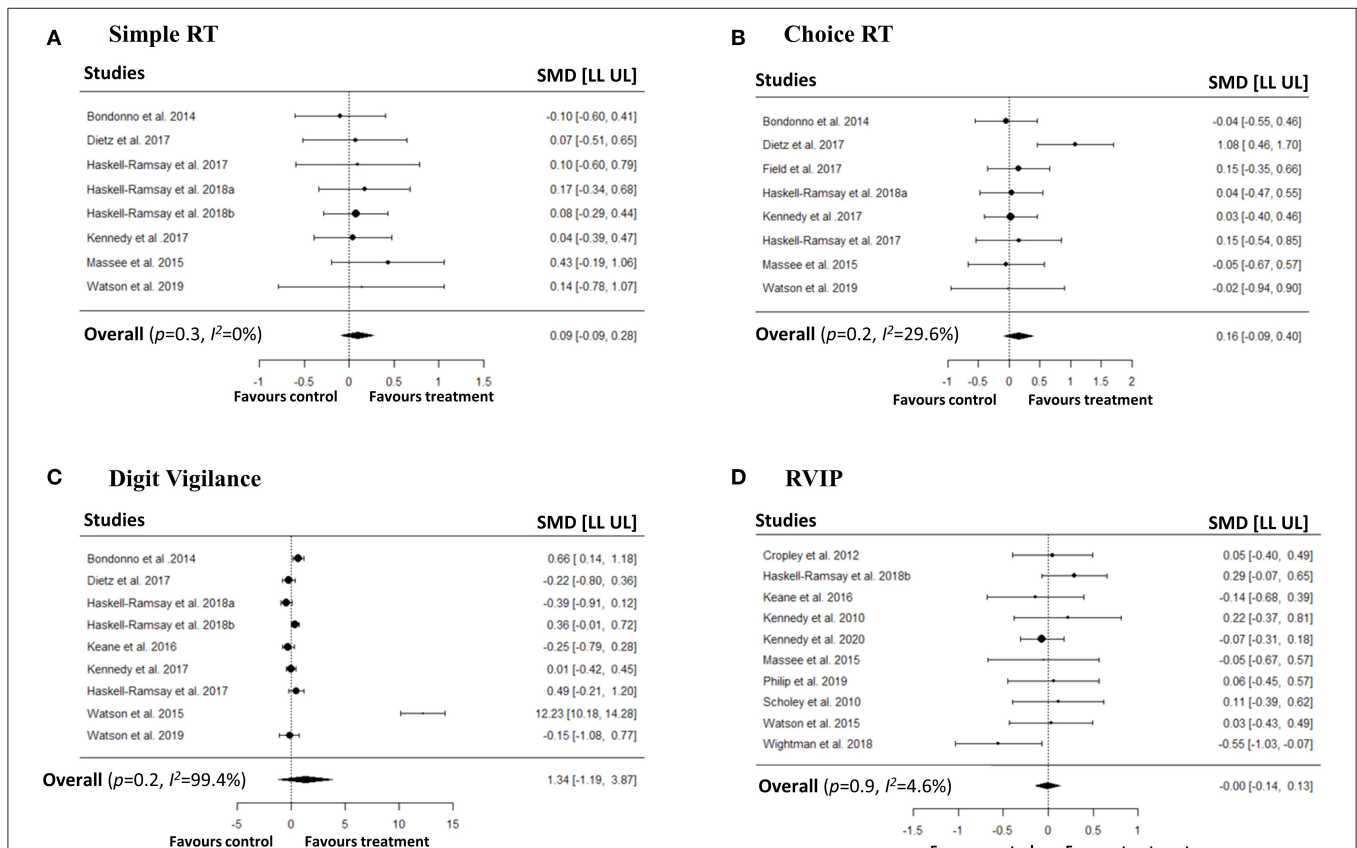 A Simple RT
Studies SMD [LL UL]
Bondonno et al. 2014 -0.10 [-0.60, 0.41]
Dietz et al. 2017 0.07 [-0.51, 0.65]
Haskell-Ramsay et al. 2017 0.10 [-0.60, 0.79]
Haskell-Ramsay et al. 2018a 0.17 [-0.34, 0.68]
Haskell-Ramsay et al. 2018b 0.08 [-0.29, 0.44]
Kennedy et al .2017 0.04 [-0.39, 0.47]
Massee et al. 2015 0.43 [-0.19, 1.06]
Watson et al. 2019 0.14 [-0.78, 1.07]
Overall (p=0.3, I²=0%) 0.09 [-0.09, 0.28]
-1 -0.5 0 0.5 1 1.5
Favours control Favours treatment
B Choice RT
Studies SMD [LL UL]
Bondonno et al. 2014 -0.04 [-0.55, 0.46]
Dietz et al. 2017 1.08 [ 0.46, 1.70]
Field et al. 2017 0.15 [-0.35, 0.66]
Haskell-Ramsay et al. 2018a 0.04 [-0.47, 0.55]
Kennedy et al .2017 0.03 [-0.40, 0.46]
Haskell-Ramsay et al. 2017 0.15 [-0.54, 0.85]
Massee et al. 2015 -0.05 [-0.67, 0.57]
Watson et al. 2019 -0.02 [-0.94, 0.90]
Overall (p=0.2, I²=29.6%) 0.16 [-0.09, 0.40]
-1 -0.5 0 0.5 1 1.5 2
Favours control Favours treatment
C Digit Vigilance
Studies SMD [LL UL]
Bondonno et al .2014 0.66 [ 0.14, 1.18]
Dietz et al. 2017 -0.22 [-0.80, 0.36]
Haskell-Ramsay et al. 2018a -0.39 [-0.91, 0.12]
Haskell-Ramsay et al. 2018b 0.36 [-0.01, 0.72]
Keane et al. 2016 -0.25 [-0.79, 0.28]
Kennedy et al. 2017 0.01 [-0.42, 0.45]
Haskell-Ramsay et al. 2017 0.49 [-0.21, 1.20]
Watson et al. 2015 12.23 [10.18, 14.28]
Watson et al. 2019 -0.15 [-1.08, 0.77]
Overall (p=0.2, I²=99.4%) 1.34 [-1.19, 3.87]
-5 0 5 10 15
Favours control Favours treatment
D RVIP
Studies SMD [LL UL]
Cropley et al. 2012 0.05 [-0.40, 0.49]
Haskell-Ramsay et al. 2018b 0.29 [-0.07, 0.65]
Keane et al. 2016 -0.14 [-0.68, 0.39]
Kennedy et al. 2010 0.22 [-0.37, 0.81]
Kennedy et al. 2020 -0.07 [-0.31, 0.18]
Massee et al. 2015 -0.05 [-0.67, 0.57]
Philip et al. 2019 0.06 [-0.45, 0.57]
Scholey et al. 2010 0.11 [-0.39, 0.62]
Watson et al. 2015 0.03 [-0.43, 0.49]
Wightman et al. 2018 -0.55 [-1.03, -0.07]
Overall (p=0.9, I²=4.6%) -0.00 [-0.14, 0.13]
-1.5 -1 -0.5 0 0.5 1